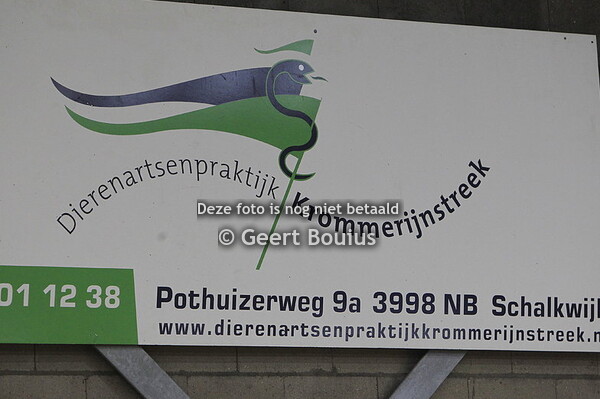 Dierenartsenpraktijk Krommerijnstreek
Deze foto is nog niet betaald
© Geert Bouius
01 12 38
Pothuizerweg 9a 3998 NB Schalkwijk
www.dierenartsenpraktijkkrommerijnstreek.n